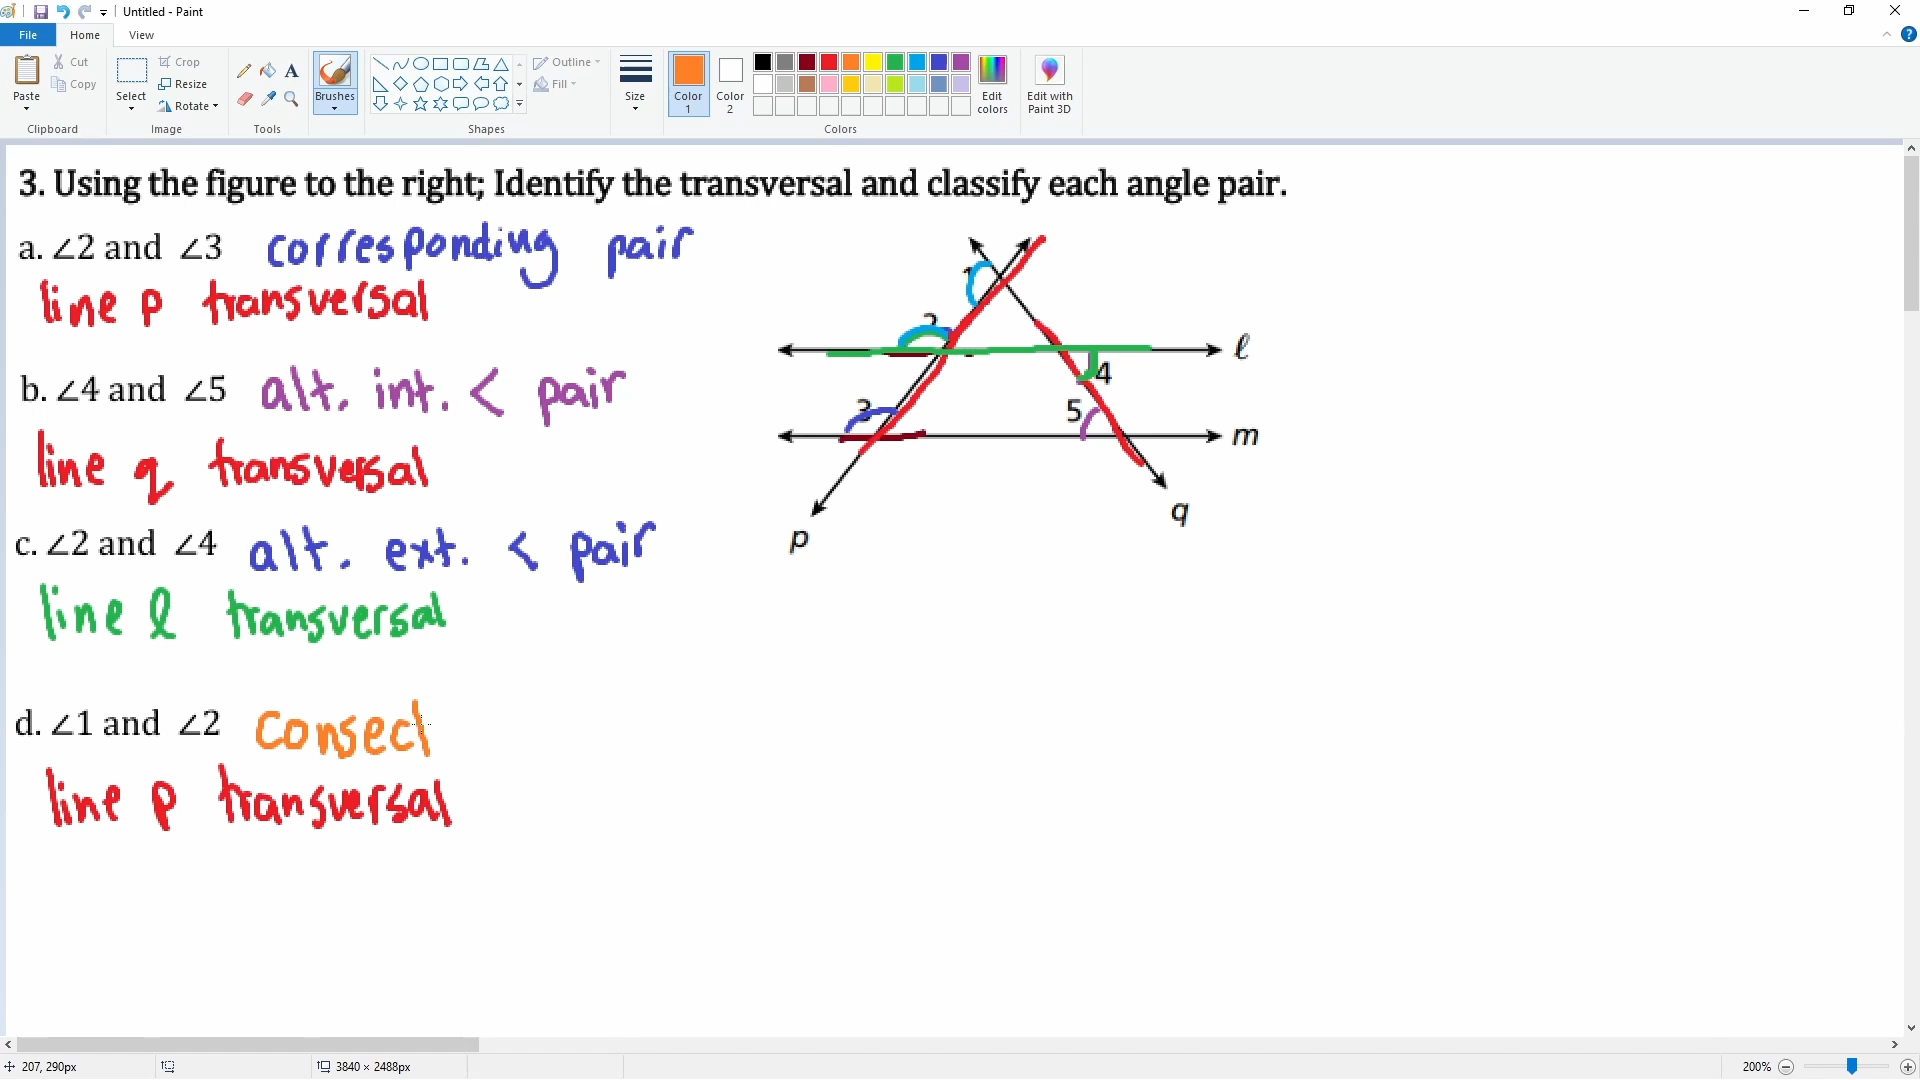 Untitled - Paint
File Home View
Paste Cut Copy Clipboard
Select Crop Resize Rotate Image
Tools
Brushes
Shapes Outline Fill
Size
Color 1 Color 2 Edit colors Colors
Edit with Paint 3D
3. Using the figure to the right; Identify the transversal and classify each angle pair.
a. ∠2 and ∠3 corresponding pair
line p transversal
b. ∠4 and ∠5 alt. int. < pair
line q transversal
c. ∠2 and ∠4 alt. ext. < pair
line ℓ transversal
d. ∠1 and ∠2 consec
line p transversal
1
2
ℓ
4
3
5
m
q
p
207, 290px
3840 × 2488px
200%